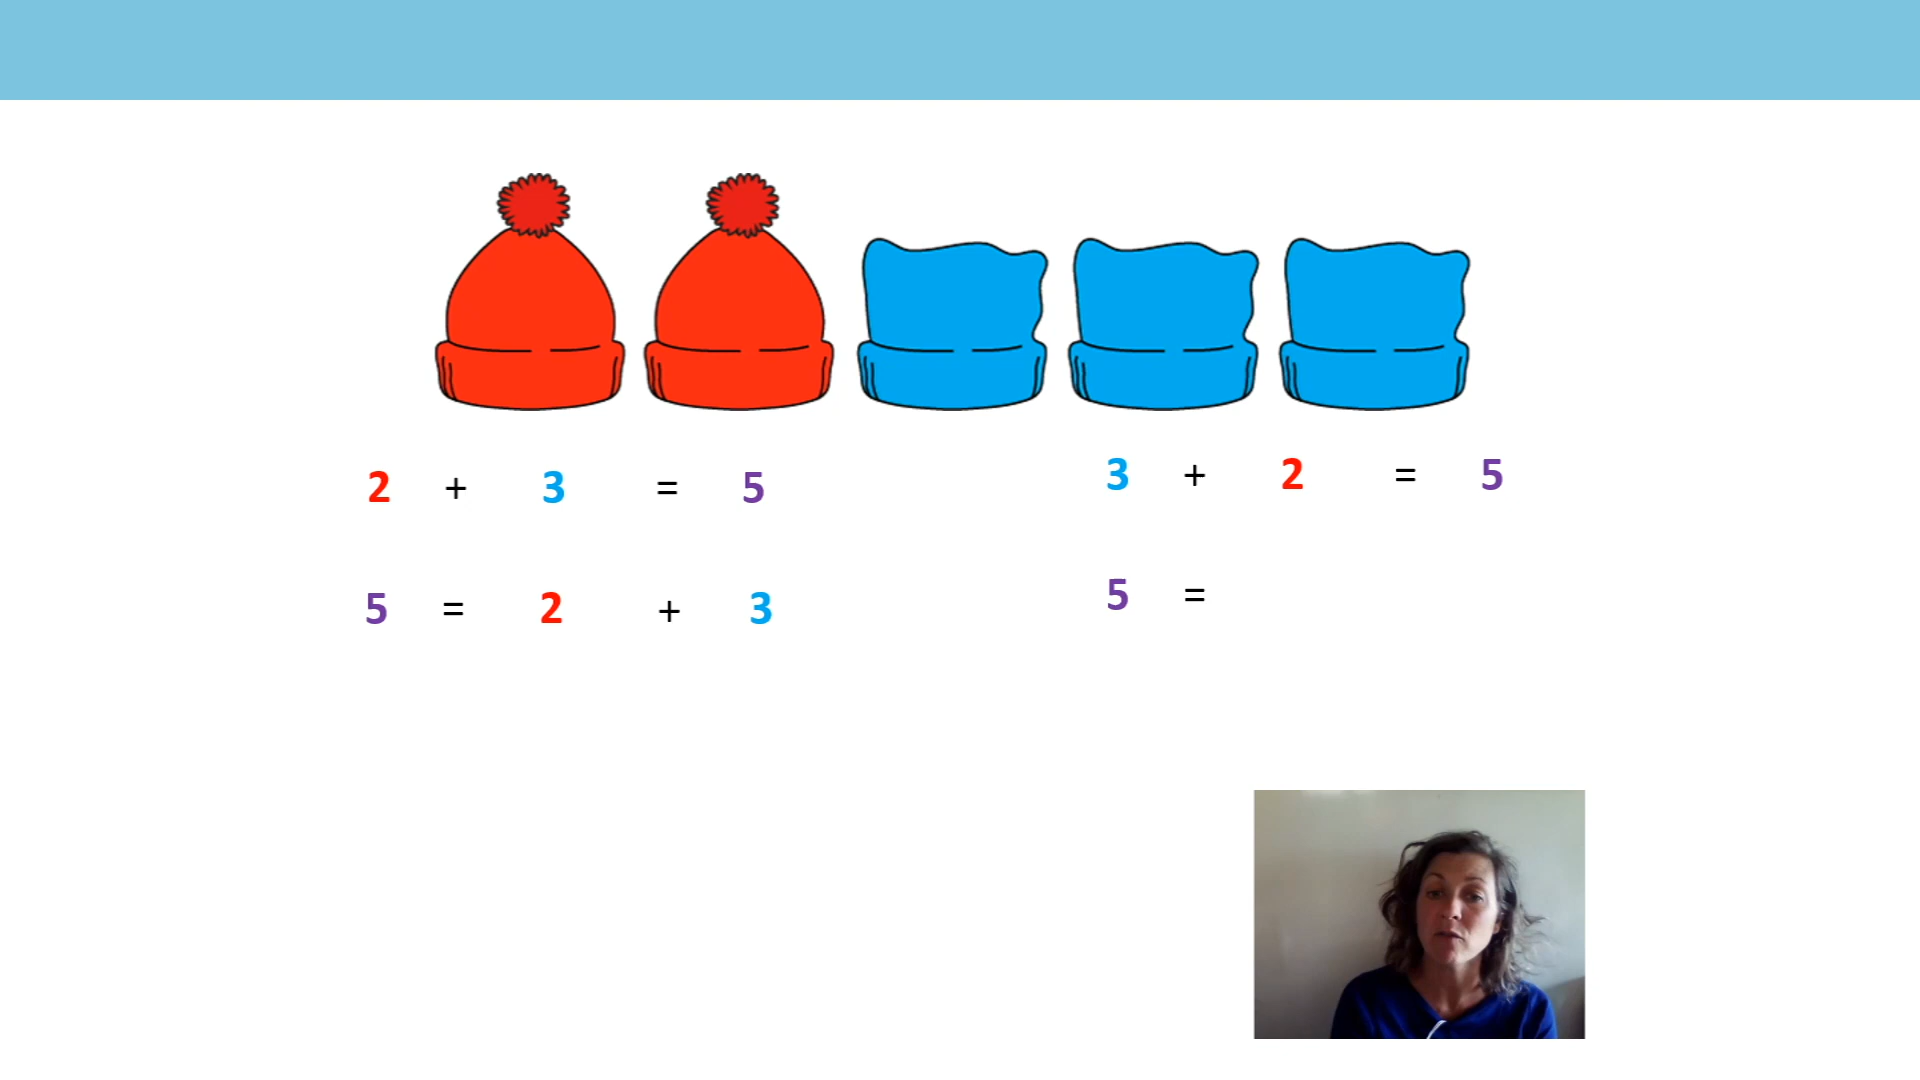 2 + 3 = 5
3 + 2 = 5
5 = 2 + 3
5 =